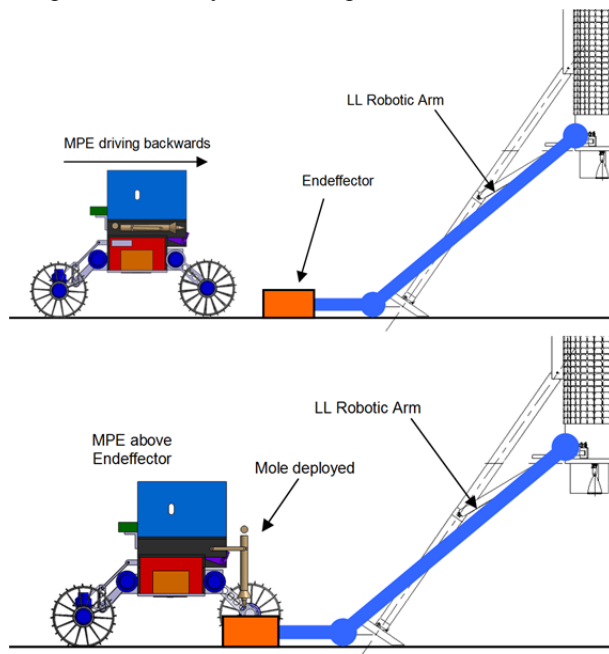 LL Robotic Arm
MPE driving backwards
Endeffector
LL Robotic Arm
MPE above
Endeffector
Mole deployed